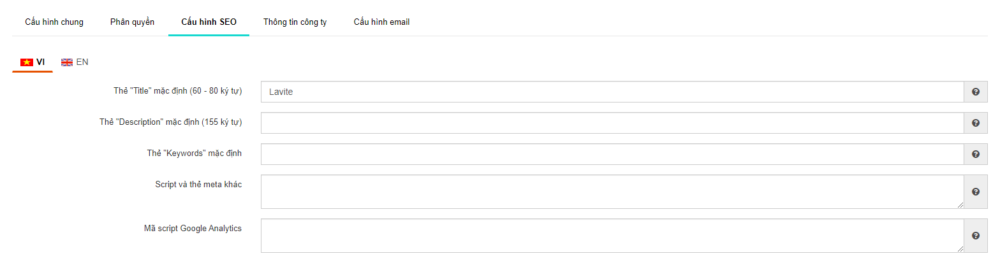 Cấu hình chung Phân quyền Cấu hình SEO Thông tin công ty Cấu hình email
VI EN
Thẻ "Title" mặc định (60 - 80 ký tự) Lavite
Thẻ "Description" mặc định (155 ký tự)
Thẻ "Keywords" mặc định
Script và thẻ meta khác
Mã script Google Analytics